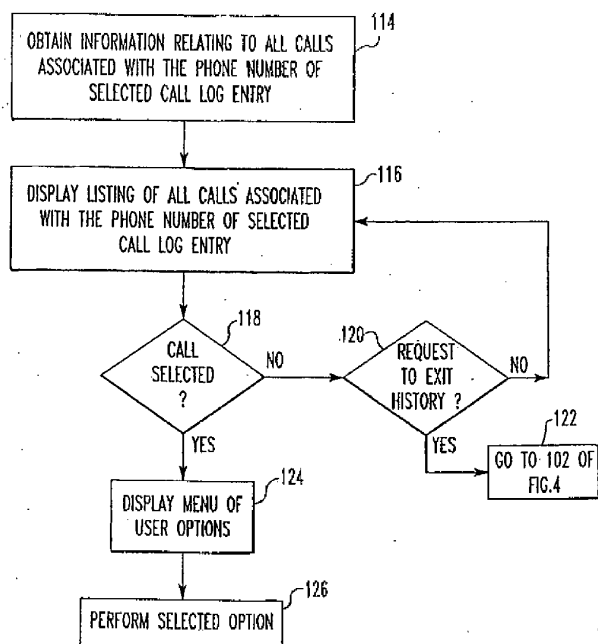 114
OBTAIN INFORMATION RELATING TO ALL CALLS
ASSOCIATED WITH THE PHONE NUMBER OF
SELECTED CALL LOG ENTRY
116
DISPLAY LISTING OF ALL CALLS ASSOCIATED
WITH THE PHONE NUMBER OF SELECTED
CALL LOG ENTRY
118
CALL
SELECTED
?
NO
120
REQUEST
TO EXIT
HISTORY ?
NO
YES
YES
122
GO TO 102 OF
FIG.4
124
DISPLAY MENU OF
USER OPTIONS
126
PERFORM SELECTED OPTION